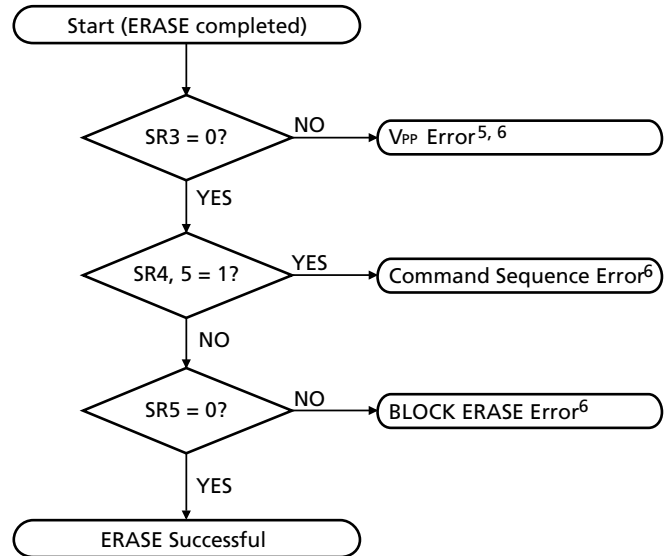 Start (ERASE completed)
SR3 = 0?
NO
VPP Error5, 6
YES
SR4, 5 = 1?
YES
Command Sequence Error6
NO
SR5 = 0?
NO
BLOCK ERASE Error6
YES
ERASE Successful